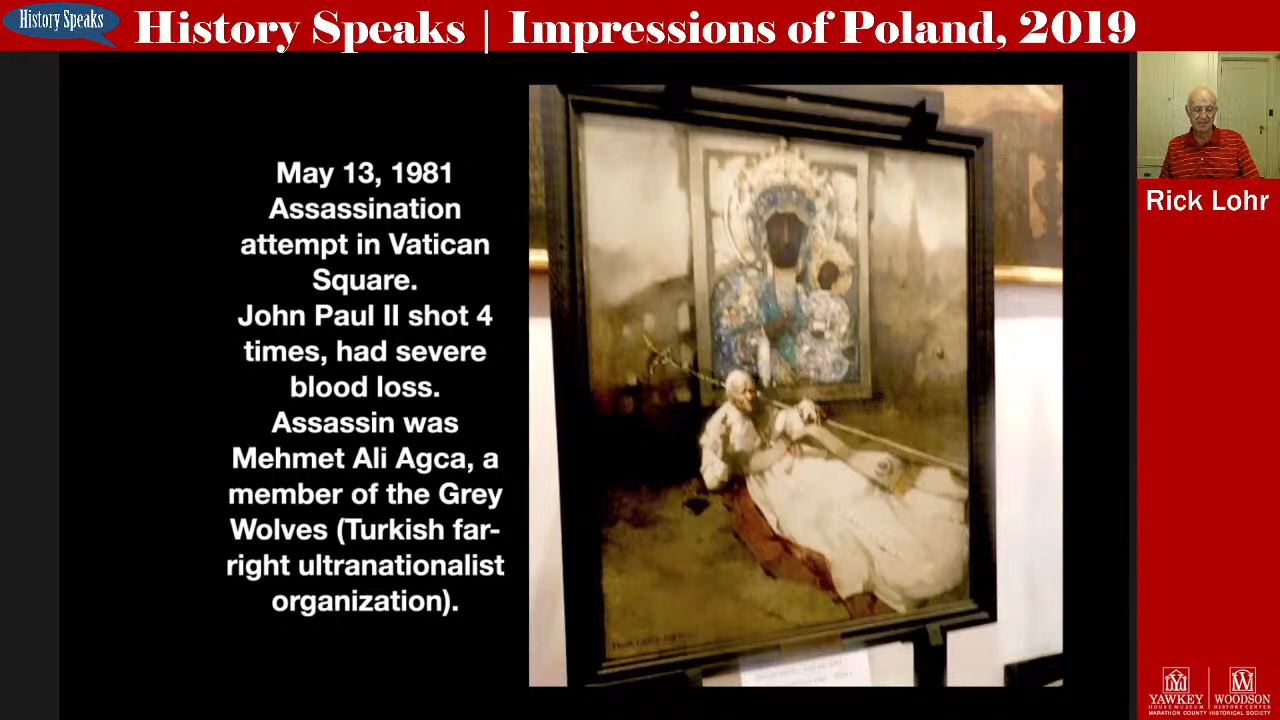 History Speaks
History Speaks | Impressions of Poland, 2019
May 13, 1981
Assassination
attempt in Vatican
Square.
John Paul II shot 4
times, had severe
blood loss.
Assassin was
Mehmet Ali Agca, a
member of the Grey
Wolves (Turkish far-
right ultranationalist
organization).
Rick Lohr
YAWKEY
HOUSE MUSEUM
WOODSON
HISTORY CENTER
MARATHON COUNTY HISTORICAL SOCIETY